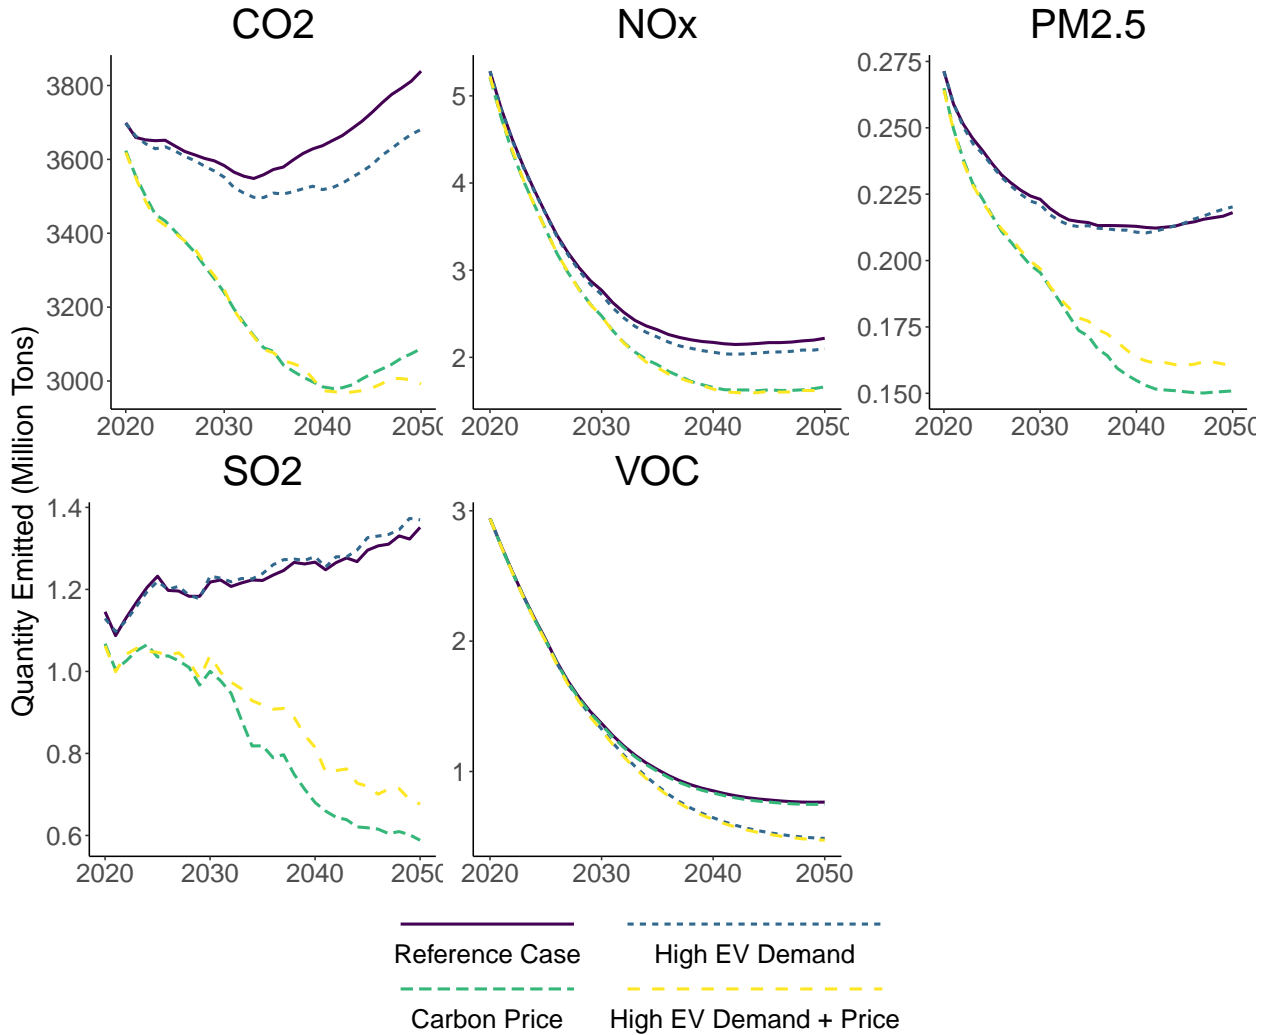 CO2
NOx
PM2.5
Quantity Emitted (Million Tons)
3800
3600
3400
3200
3000
2020 2030 2040 2050
5
4
3
2
2020 2030 2040 2050
0.275
0.250
0.225
0.200
0.175
0.150
2020 2030 2040 2050
SO2
VOC
1.4
1.2
1.0
0.8
0.6
2020 2030 2040 2050
3
2
1
2020 2030 2040 2050
Reference Case
High EV Demand
Carbon Price
High EV Demand + Price